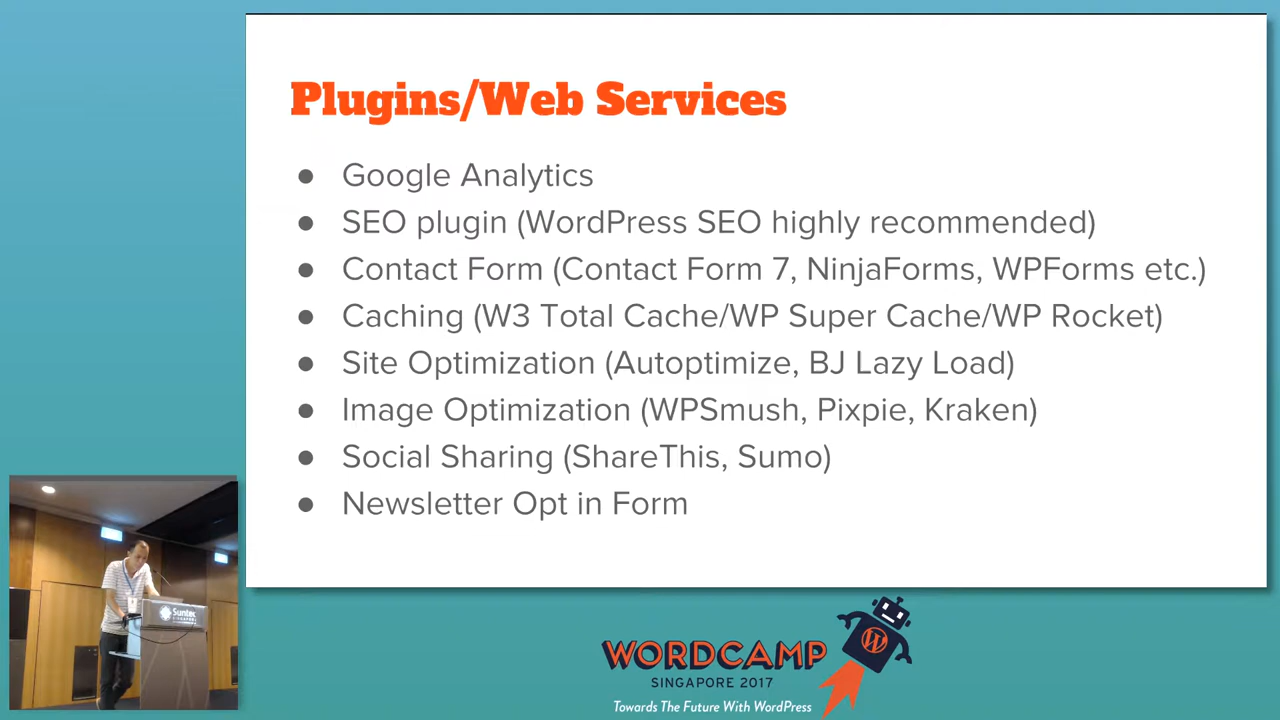 Plugins/Web Services
● Google Analytics
● SEO plugin (WordPress SEO highly recommended)
● Contact Form (Contact Form 7, NinjaForms, WPForms etc.)
● Caching (W3 Total Cache/WP Super Cache/WP Rocket)
● Site Optimization (Autoptimize, BJ Lazy Load)
● Image Optimization (WPSmush, Pixpie, Kraken)
● Social Sharing (ShareThis, Sumo)
● Newsletter Opt in Form
Suntec
SINGAPORE
WORDCAMP
SINGAPORE 2017
Towards The Future With WordPress